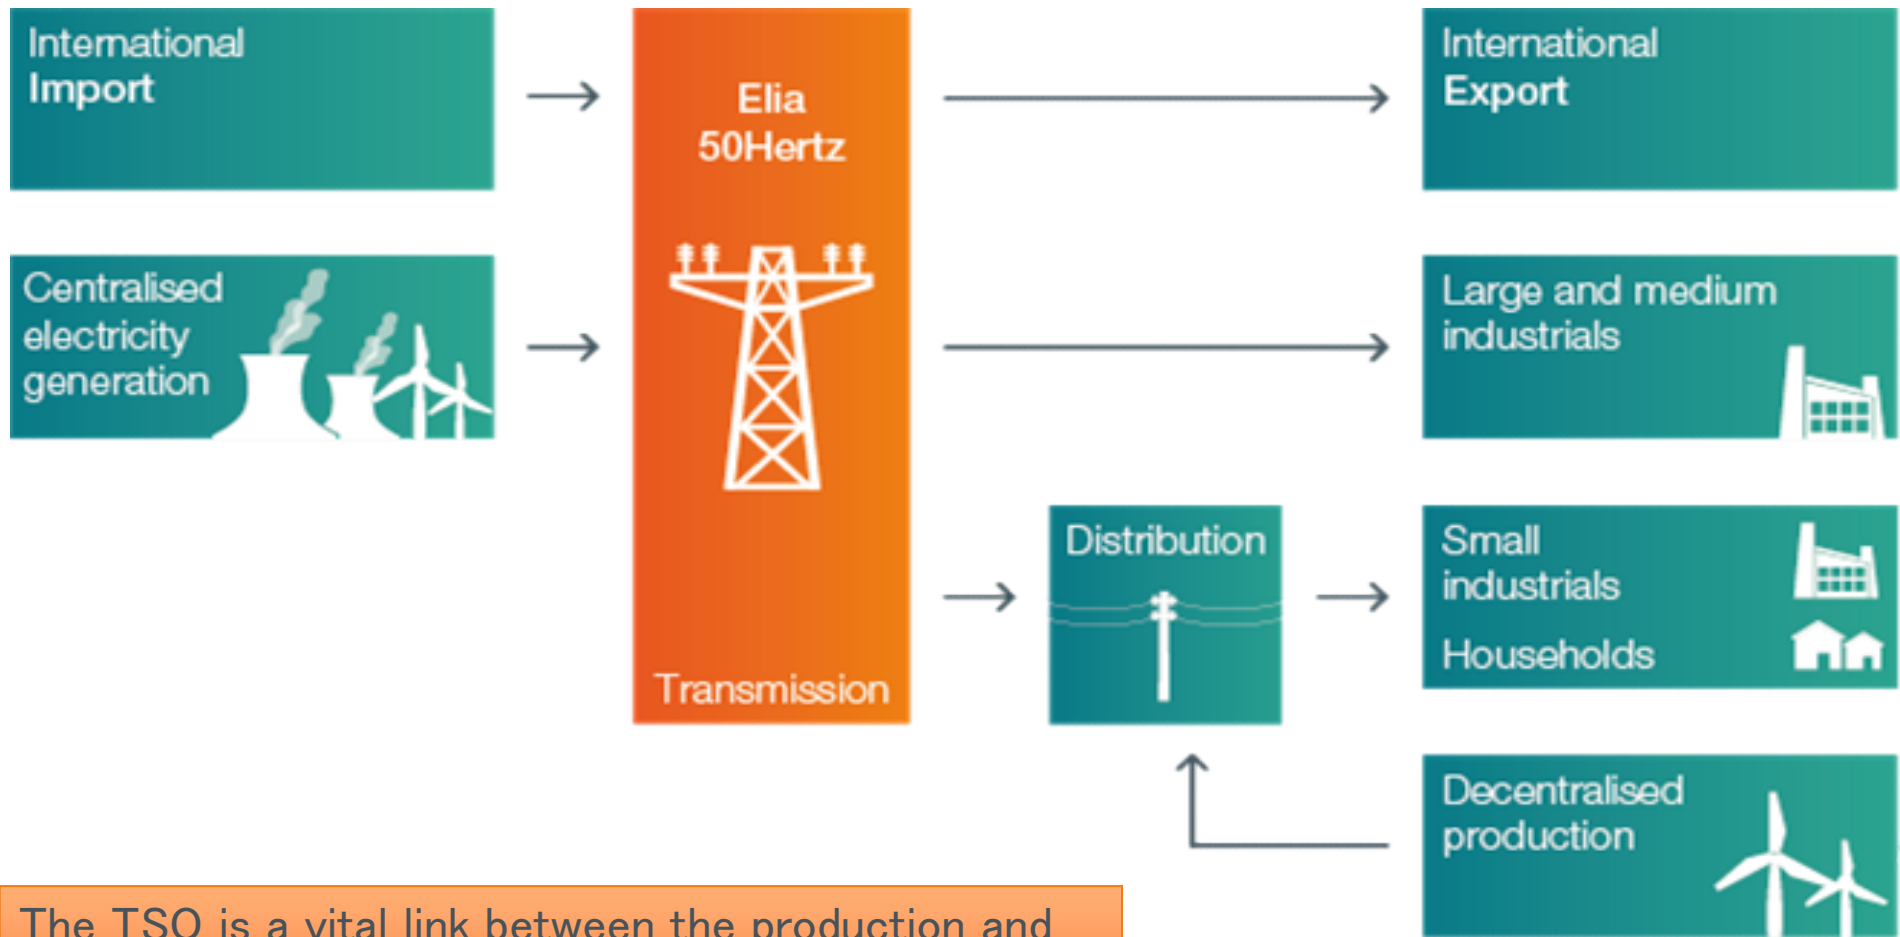 International
Import
Elia
50Hertz
International
Export
Centralised
electricity
generation
Large and medium
industrials
Distribution
Small
industrials
Households
Transmission
Decentralised
production
The TSO is a vital link between the production and